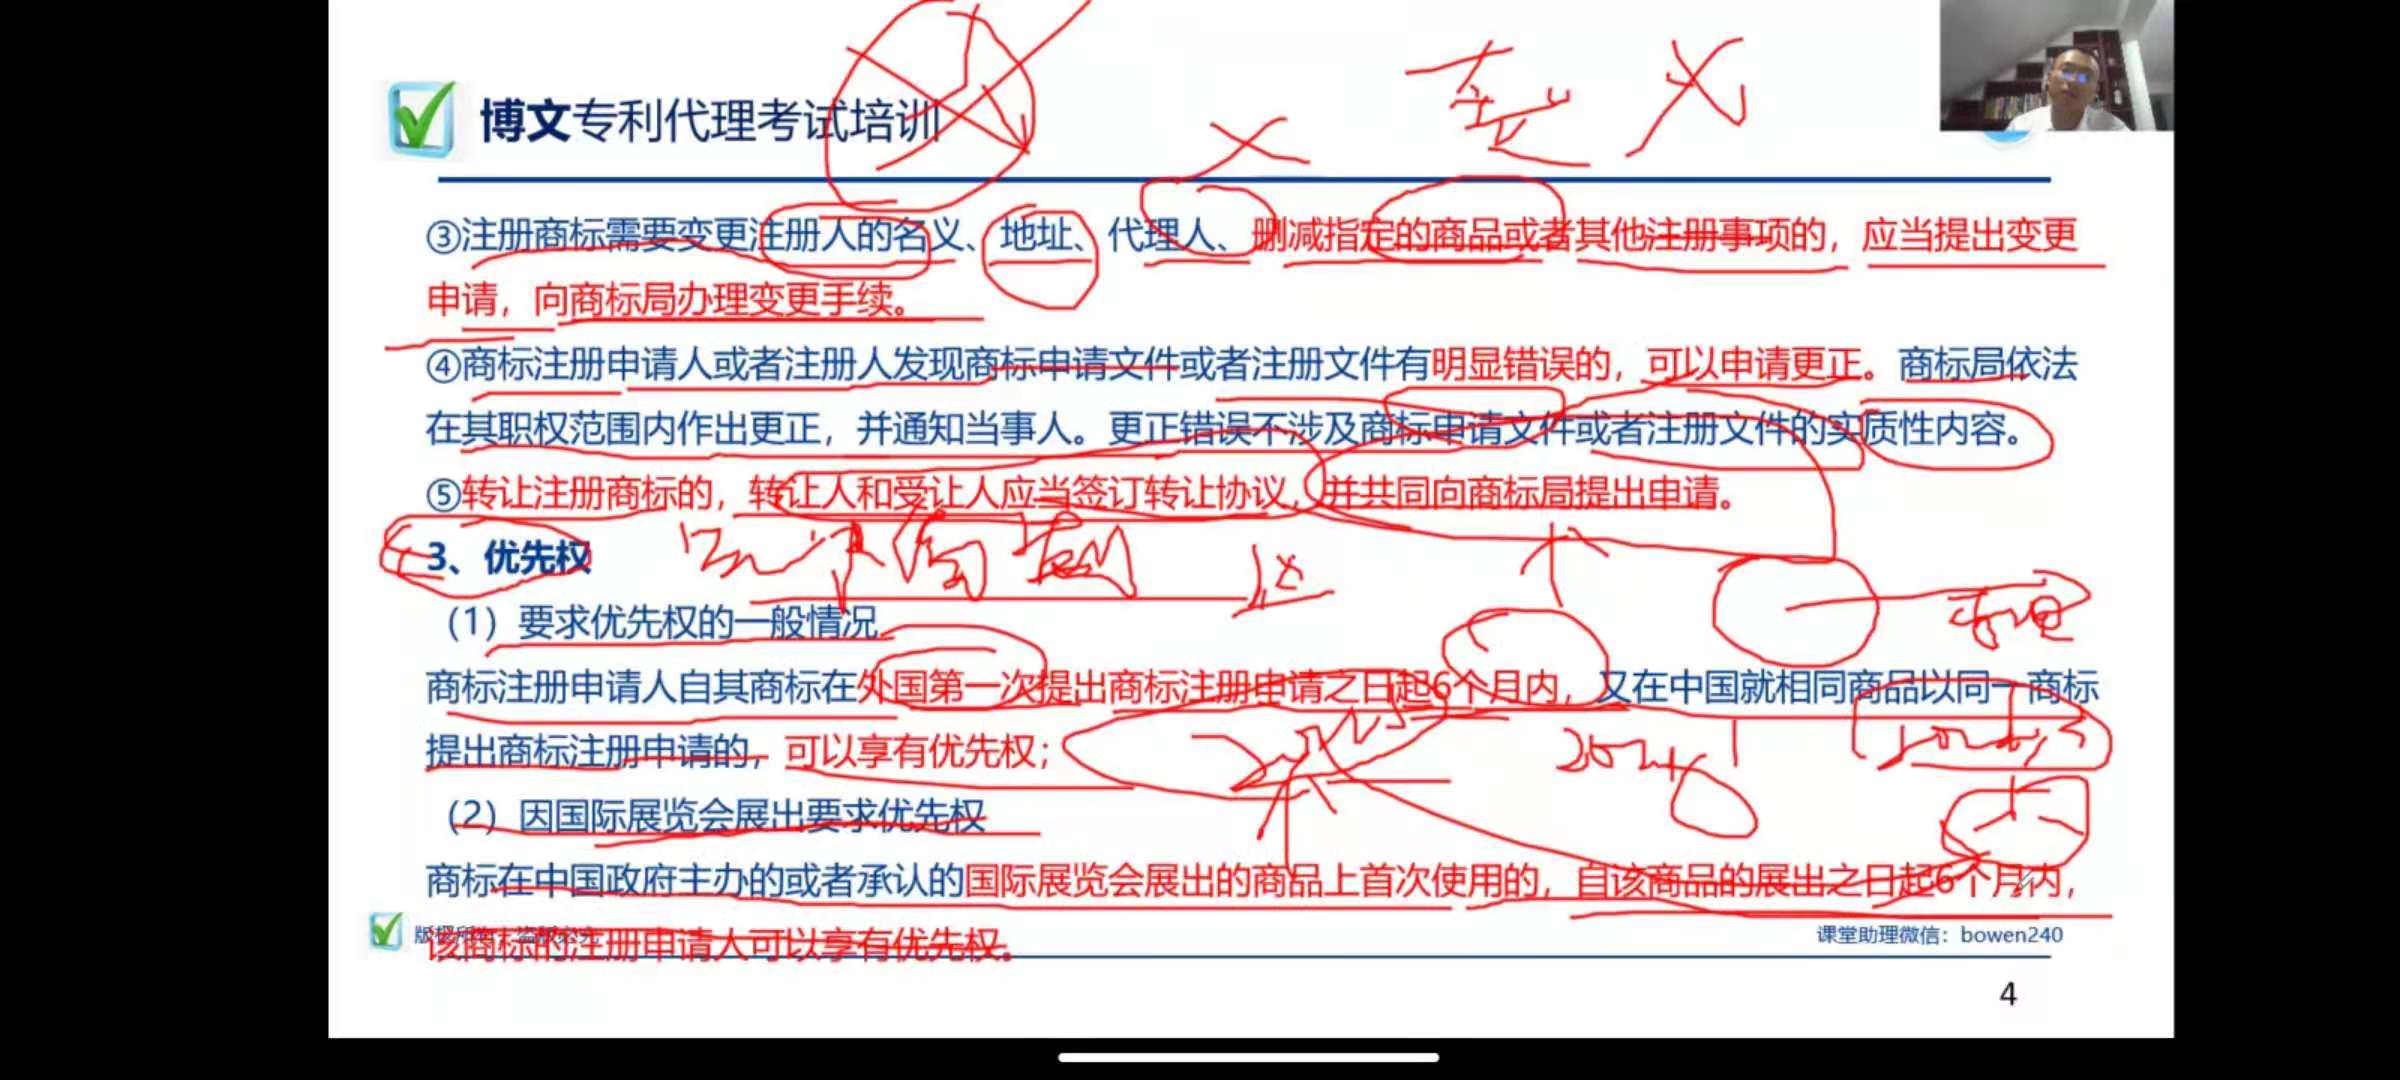 博文专利代理考试培训
③注册商标需要变更注册人的名义、地址、代理人、删减指定的商品或者其他注册事项的，应当提出变更
申请，向商标局办理变更手续。
④商标注册申请人或者注册人发现商标申请文件或者注册文件有明显错误的，可以申请更正。商标局依法
在其职权范围内作出更正，并通知当事人。更正错误不涉及商标申请文件或者注册文件的实质性内容。
⑤转让注册商标的，转让人和受让人应当签订转让协议，并共同向商标局提出申请。
3、优先权
（1）要求优先权的一般情况
商标注册申请人自其商标在外国第一次提出商标注册申请之日起6个月内，又在中国就相同商品以同一商标
提出商标注册申请的，可以享有优先权；
（2）因国际展览会展出要求优先权
商标在中国政府主办的或者承认的国际展览会展出的商品上首次使用的，自该商品的展出之日起6个月内，
该商标的注册申请人可以享有优先权。
版权所有，盗版必究
课堂助理微信：bowen240
4